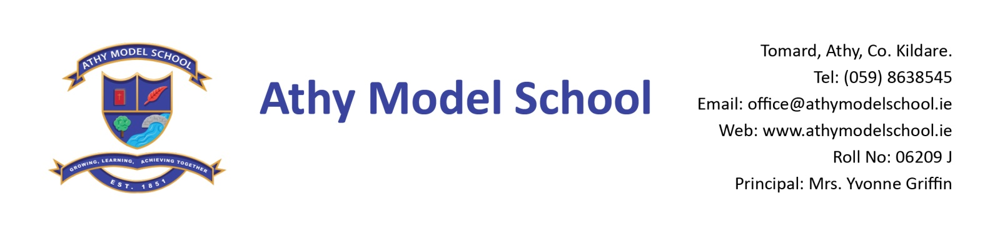 ATHY MODEL SCHOOL
GROWING, LEARNING, ACHIEVING TOGETHER
EST. 1851
Athy Model School
Tomard, Athy, Co. Kildare.
Tel: (059) 8638545
Email: office@athymodelschool.ie
Web: www.athymodelschool.ie
Roll No: 06209 J
Principal: Mrs. Yvonne Griffin